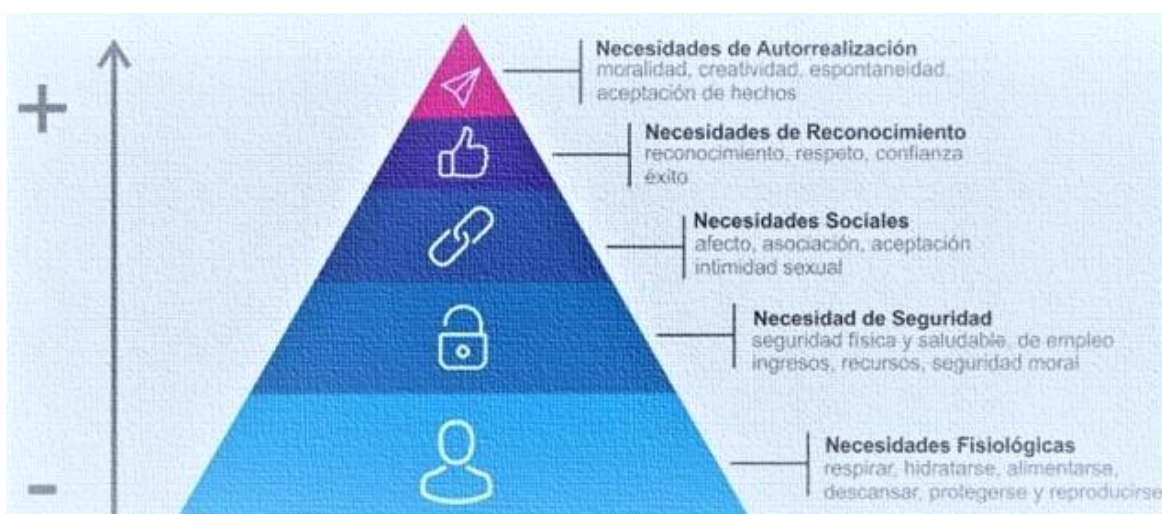 +
Necesidades de Autorrealización
moralidad, creatividad, espontaneidad,
aceptación de hechos
Necesidades de Reconocimiento
reconocimiento, respeto, confianza
éxito
Necesidades Sociales
afecto, asociación, aceptación
intimidad sexual
Necesidad de Seguridad
seguridad física y saludable, de empleo
ingresos, recursos, seguridad moral
Necesidades Fisiológicas
respirar, hidratarse, alimentarse,
descansar, protegerse y reproducirse
-